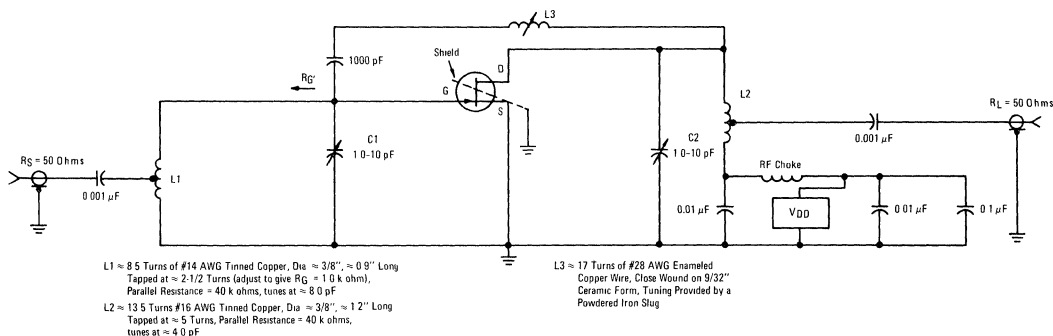 L3
1000 pF
Shield
RG'
D
G
S
C1
1 0-10 pF
C2
1 0-10 pF
L2
RL = 50 Ohms
0.001 µF
RS = 50 Ohms
L1
0 001 µF
RF Choke
0.01 µF
VDD
0 01 µF
0 1 µF
L1 ≈ 8 5 Turns of #14 AWG Tinned Copper, Dia ≈ 3/8", ≈ 0 9" Long
Tapped at ≈ 2-1/2 Turns (adjust to give RG = 1 0 k ohm),
Parallel Resistance = 40 k ohms, tunes at ≈ 8 0 pF
L2 ≈ 13 5 Turns #16 AWG Tinned Copper, Dia ≈ 3/8", ≈ 1 2" Long
Tapped at ≈ 5 Turns, Parallel Resistance = 40 k ohms,
tunes at ≈ 4 0 pF
L3 ≈ 17 Turns of #28 AWG Enameled
Copper Wire, Close Wound on 9/32"
Ceramic Form, Tuning Provided by a
Powdered Iron Slug